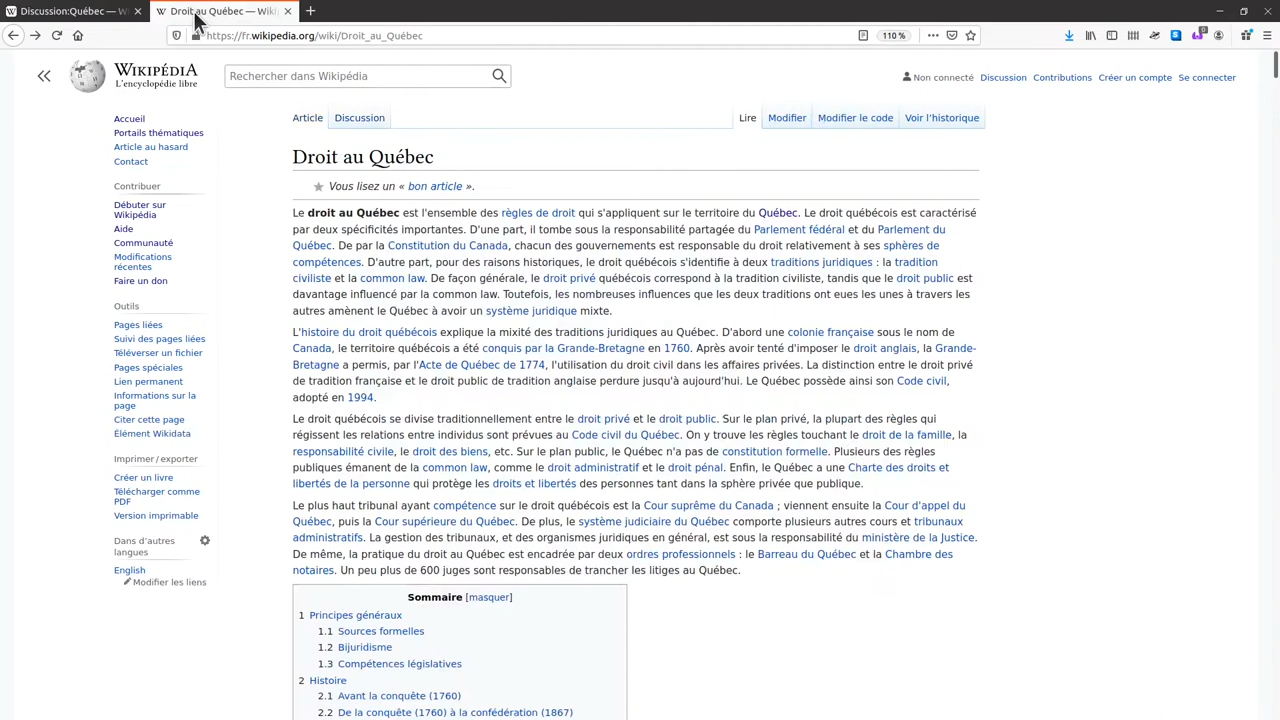 Discussion:Québec — W
Droit au Québec — Wiki
https://fr.wikipedia.org/wiki/Droit_au_Québec
110 %
WIKIPÉDIA
L'encyclopédie libre
Rechercher dans Wikipédia
Non connecté Discussion Contributions Créer un compte Se connecter
Accueil
Portails thématiques
Article au hasard
Contact
Contribuer
Débuter sur
Wikipédia
Aide
Communauté
Modifications
récentes
Faire un don
Outils
Pages liées
Suivi des pages liées
Téléverser un fichier
Pages spéciales
Lien permanent
Informations sur la
page
Citer cette page
Élément Wikidata
Imprimer / exporter
Créer un livre
Télécharger comme
PDF
Version imprimable
Dans d'autres
langues
English
Modifier les liens
Article Discussion Lire Modifier Modifier le code Voir l'historique
Droit au Québec
Vous lisez un « bon article ».
Le droit au Québec est l'ensemble des règles de droit qui s'appliquent sur le territoire du Québec. Le droit québécois est caractérisé
par deux spécificités importantes. D'une part, il tombe sous la responsabilité partagée du Parlement fédéral et du Parlement du
Québec. De par la Constitution du Canada, chacun des gouvernements est responsable du droit relativement à ses sphères de
compétences. D'autre part, pour des raisons historiques, le droit québécois s'identifie à deux traditions juridiques : la tradition
civiliste et la common law. De façon générale, le droit privé québécois correspond à la tradition civiliste, tandis que le droit public est
davantage influencé par la common law. Toutefois, les nombreuses influences que les deux traditions ont eues les unes à travers les
autres amènent le Québec à avoir un système juridique mixte.
L'histoire du droit québécois explique la mixité des traditions juridiques au Québec. D'abord une colonie française sous le nom de
Canada, le territoire québécois a été conquis par la Grande-Bretagne en 1760. Après avoir tenté d'imposer le droit anglais, la Grande-
Bretagne a permis, par l'Acte de Québec de 1774, l'utilisation du droit civil dans les affaires privées. La distinction entre le droit privé
de tradition française et le droit public de tradition anglaise perdure jusqu'à aujourd'hui. Le Québec possède ainsi son Code civil,
adopté en 1994.
Le droit québécois se divise traditionnellement entre le droit privé et le droit public. Sur le plan privé, la plupart des règles qui
régissent les relations entre individus sont prévues au Code civil du Québec. On y trouve les règles touchant le droit de la famille, la
responsabilité civile, le droit des biens, etc. Sur le plan public, le Québec n'a pas de constitution formelle. Plusieurs des règles
publiques émanent de la common law, comme le droit administratif et le droit pénal. Enfin, le Québec a une Charte des droits et
libertés de la personne qui protège les droits et libertés des personnes tant dans la sphère privée que publique.
Le plus haut tribunal ayant compétence sur le droit québécois est la Cour suprême du Canada ; viennent ensuite la Cour d'appel du
Québec, puis la Cour supérieure du Québec. De plus, le système judiciaire du Québec comporte plusieurs autres cours et tribunaux
administratifs. La gestion des tribunaux, et des organismes juridiques en général, est sous la responsabilité du ministère de la Justice.
De même, la pratique du droit au Québec est encadrée par deux ordres professionnels : le Barreau du Québec et la Chambre des
notaires. Un peu plus de 600 juges sont responsables de trancher les litiges au Québec.
Sommaire [masquer]
1 Principes généraux
1.1 Sources formelles
1.2 Bijuridisme
1.3 Compétences législatives
2 Histoire
2.1 Avant la conquête (1760)
2.2 De la conquête (1760) à la confédération (1867)